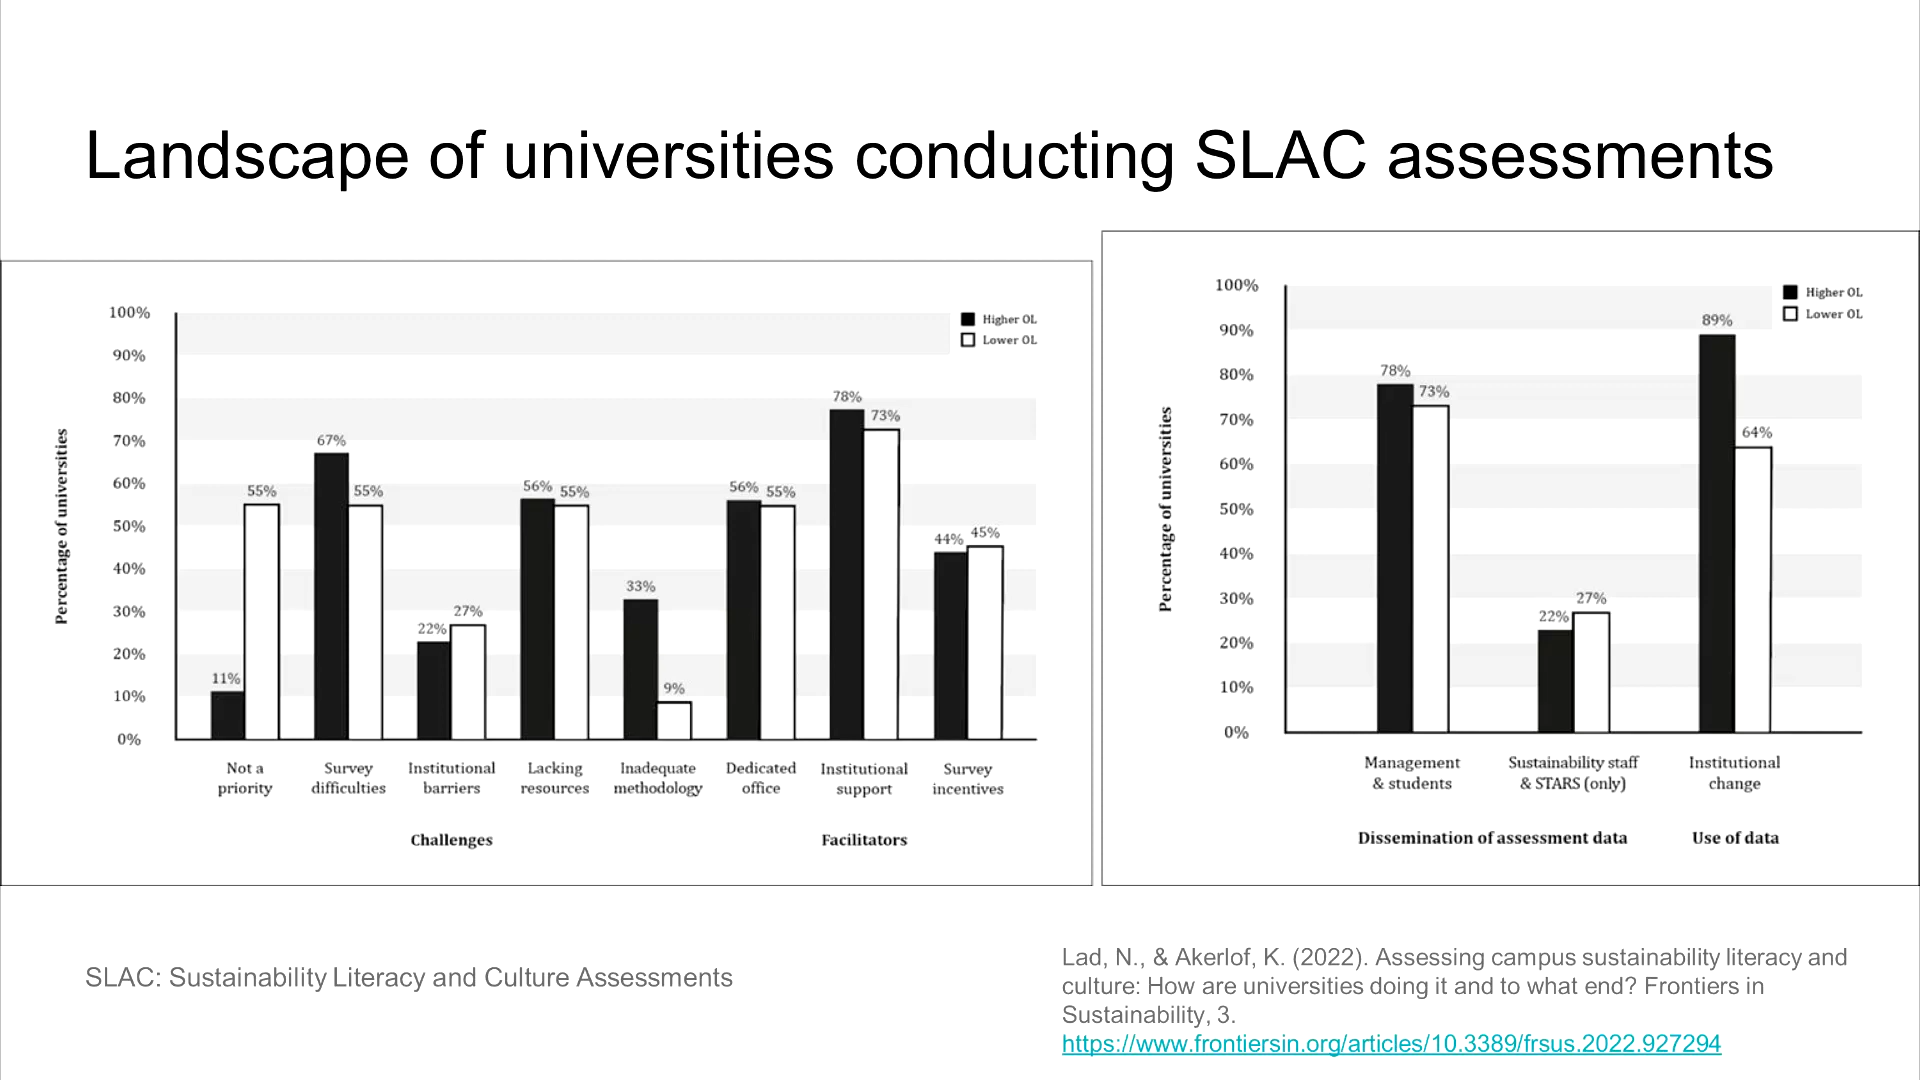 Landscape of universities conducting SLAC assessments
100%
90%
80%
70%
60%
50%
40%
30%
20%
10%
0%
Percentage of universities
Higher OL
Lower OL
11%
55%
67%
55%
22%
27%
56%
55%
33%
9%
56%
55%
78%
73%
44%
45%
Not a
priority
Survey
difficulties
Institutional
barriers
Lacking
resources
Inadequate
methodology
Dedicated
office
Institutional
support
Survey
incentives
Challenges
Facilitators
100%
90%
80%
70%
60%
50%
40%
30%
20%
10%
0%
Percentage of universities
Higher OL
Lower OL
78%
73%
22%
27%
89%
64%
Management
& students
Sustainability staff
& STARS (only)
Institutional
change
Dissemination of assessment data
Use of data
SLAC: Sustainability Literacy and Culture Assessments
Lad, N., & Akerlof, K. (2022). Assessing campus sustainability literacy and
culture: How are universities doing it and to what end? Frontiers in
Sustainability, 3.
https://www.frontiersin.org/articles/10.3389/frsus.2022.927294